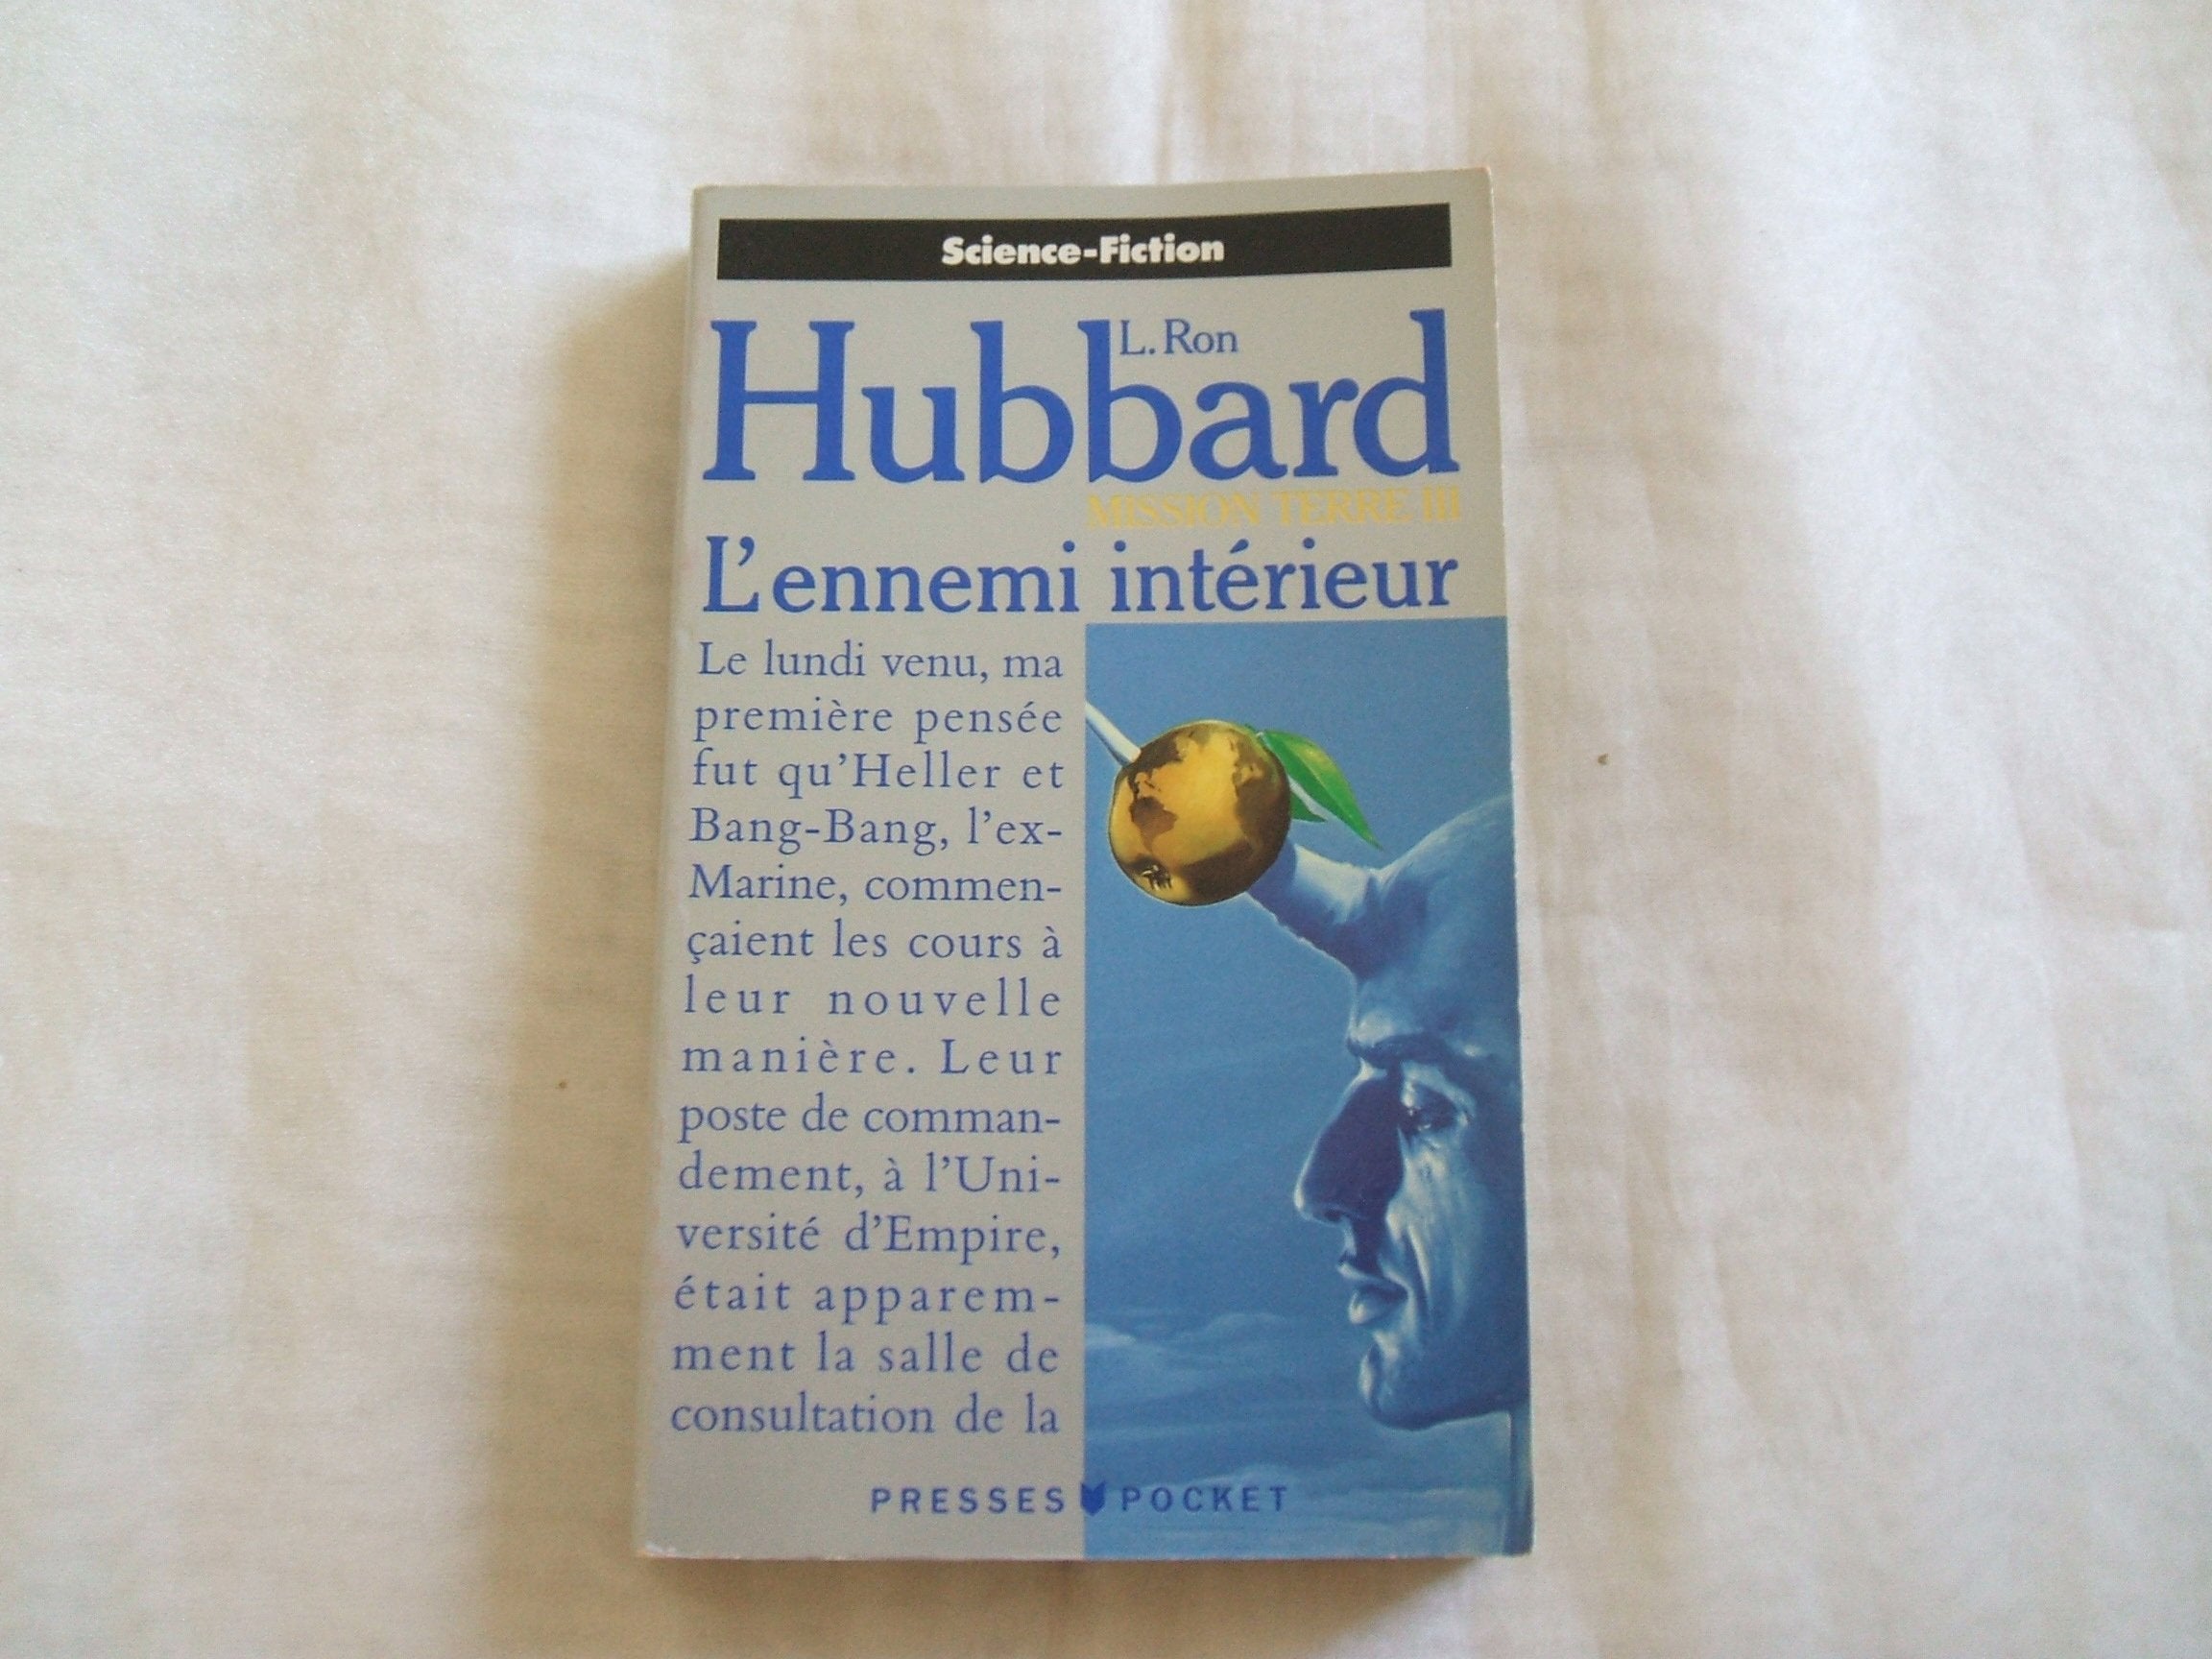 Science-Fiction
L. Ron
Hubbard
MISSION TERRE III
L'ennemi intérieur
Le lundi venu, ma
première pensée
fut qu'Heller et
Bang-Bang, l'ex-
Marine, commen-
çaient les cours à
leur nouvelle
manière. Leur
poste de comman-
dement, à l'Uni-
versité d'Empire,
était apparem-
ment la salle de
consultation de la
PRESSES POCKET